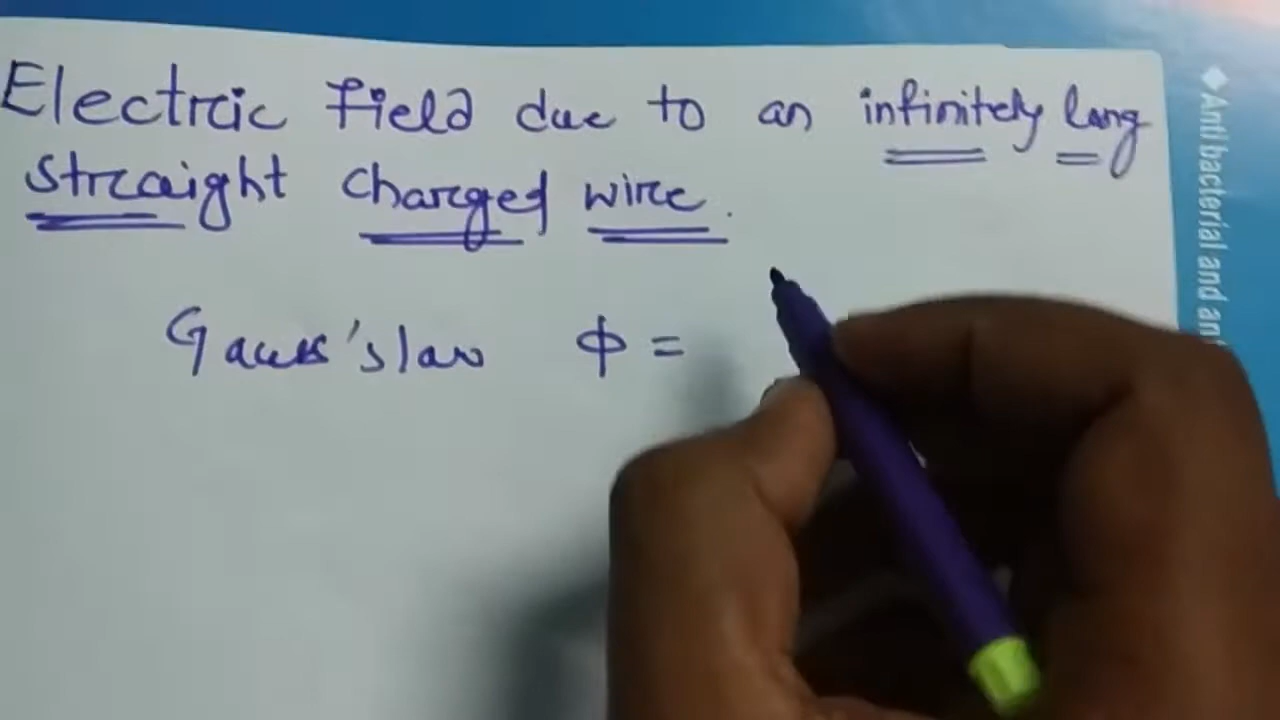 Electric Field due to an infinitely long
straight charged wire.
Gauss's law Φ =
◆Anti bacterial and an